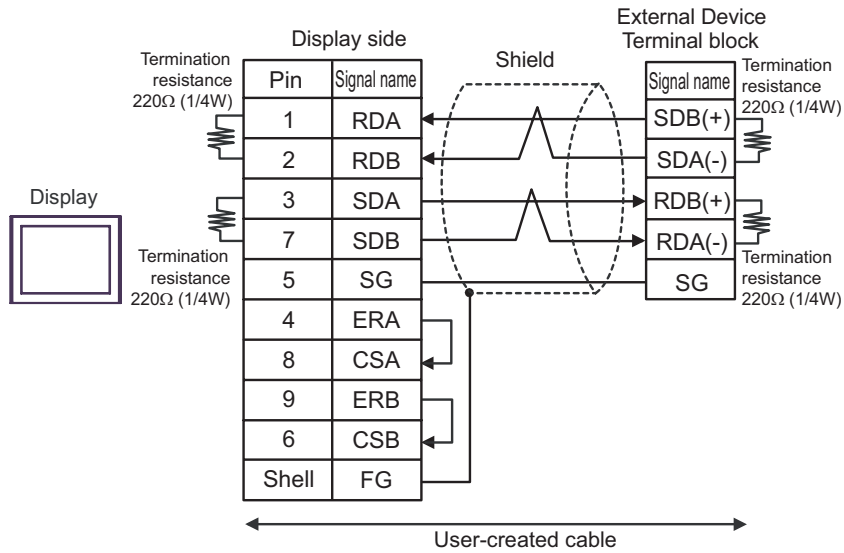 External Device
Terminal block
Display side
Shield
Termination
resistance
220Ω (1/4W)
Pin Signal name
Signal name
Termination
resistance
220Ω (1/4W)
1 RDA SDB(+)
2 RDB SDA(-)
Display
3 SDA RDB(+)
7 SDB RDA(-)
Termination
resistance
220Ω (1/4W)
5 SG SG
Termination
resistance
220Ω (1/4W)
4 ERA
8 CSA
9 ERB
6 CSB
Shell FG
User-created cable